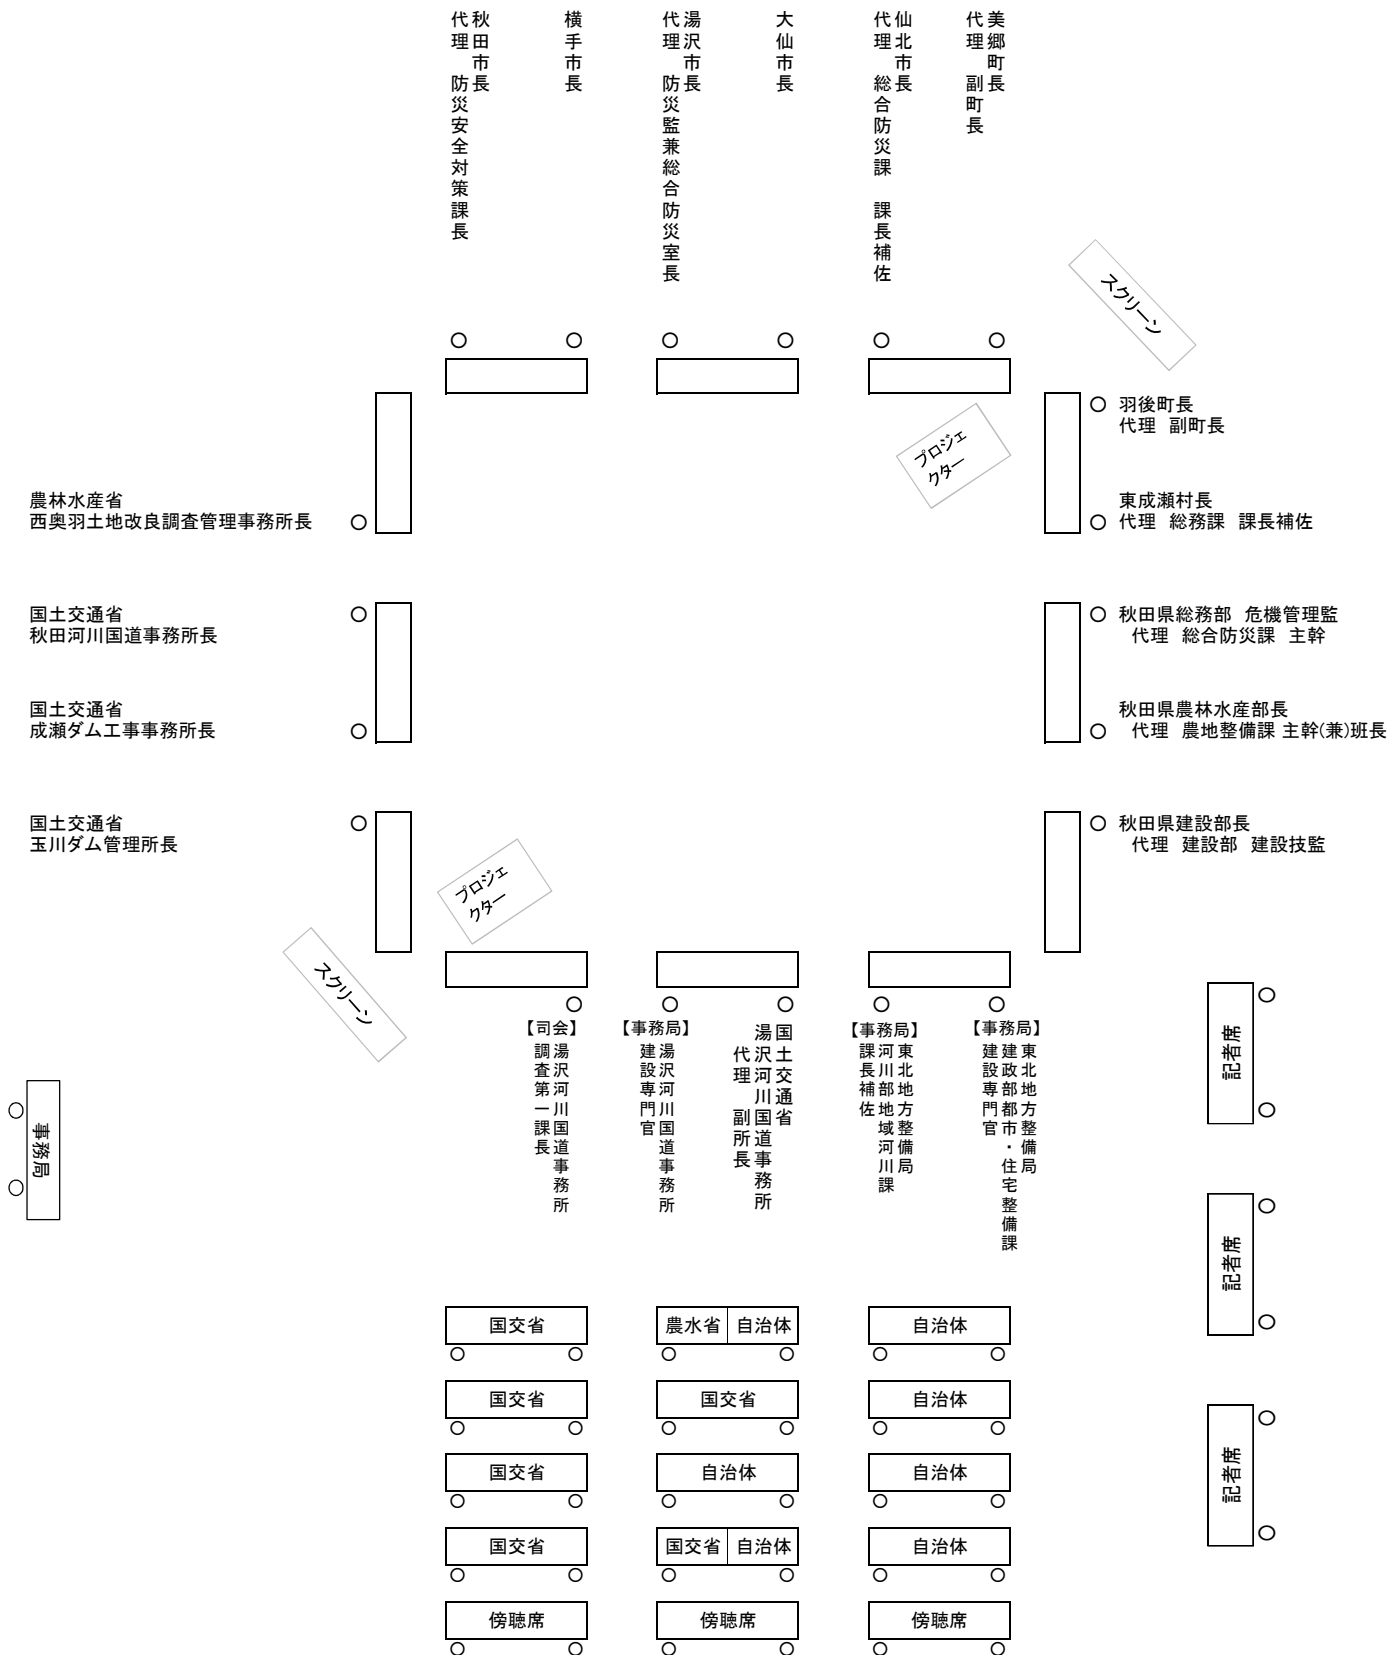 秋田市長
代理　防災安全対策課長
横手市長
湯沢市長
代理　防災監兼総合防災室長
大仙市長
仙北市長
代理　総合防災課　課長補佐
美郷町長
代理　副町長
スクリーン
プロジェ
クター
羽後町長
代理　副町長
東成瀬村長
代理　総務課　課長補佐
秋田県総務部　危機管理監
代理　総合防災課　主幹
秋田県農林水産部長
代理　農地整備課 主幹(兼)班長
秋田県建設部長
代理　建設部　建設技監
農林水産省
西奥羽土地改良調査管理事務所長
国土交通省
秋田河川国道事務所長
国土交通省
成瀬ダム工事事務所長
国土交通省
玉川ダム管理所長
プロジェ
クター
スクリーン
【司会】
湯沢河川国道事務所
調査第一課長
【事務局】
湯沢河川国道事務所
建設専門官
国土交通省
湯沢河川国道事務所
代理　副所長
【事務局】
東北地方整備局
河川部地域河川課
課長補佐
【事務局】
東北地方整備局
建政部都市・住宅整備課
建設専門官
事務局
記者席
記者席
記者席
国交省
農水省 自治体
自治体
国交省
国交省
自治体
国交省
自治体
自治体
国交省
国交省 自治体
自治体
傍聴席
傍聴席
傍聴席